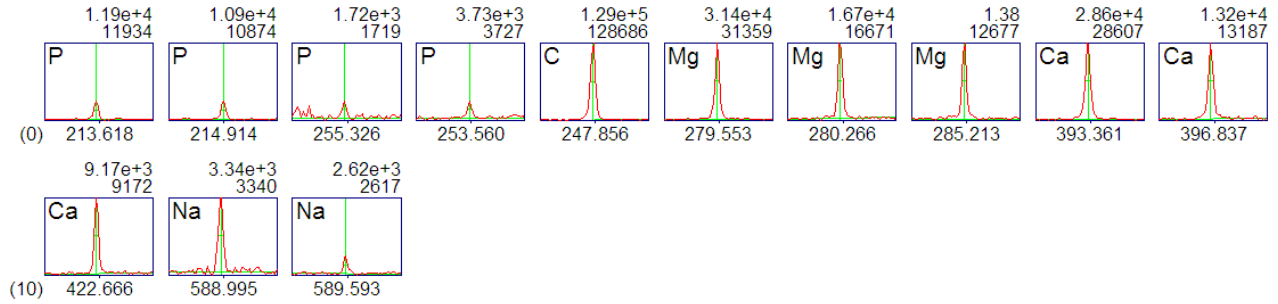 1.19e+4 1.09e+4 1.72e+3 3.73e+3 1.29e+5 3.14e+4 1.67e+4 1.38 2.86e+4 1.32e+4
11934 10874 1719 3727 128686 31359 16671 12677 28607 13187
P P P P C Mg Mg Mg Ca Ca
(0) 213.618 214.914 255.326 253.560 247.856 279.553 280.266 285.213 393.361 396.837
9.17e+3 3.34e+3 2.62e+3
9172 3340 2617
Ca Na Na
(10) 422.666 588.995 589.593